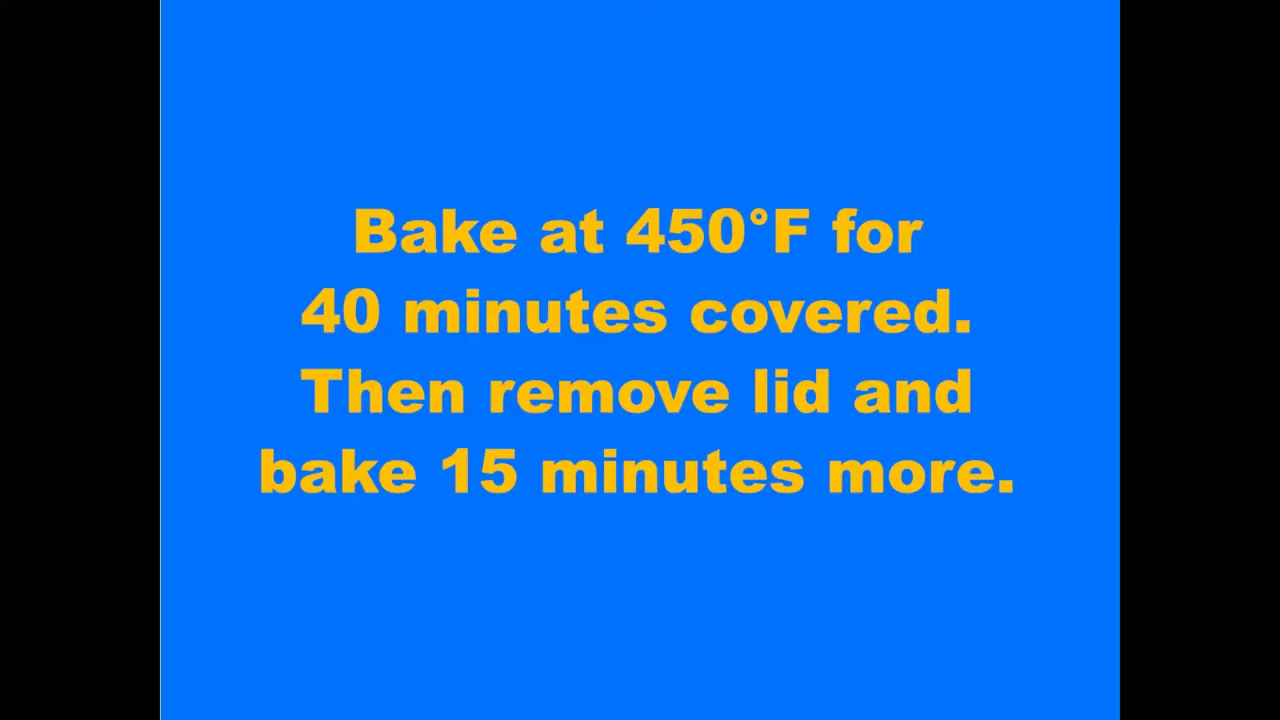 Bake at 450°F for
40 minutes covered.
Then remove lid and
bake 15 minutes more.